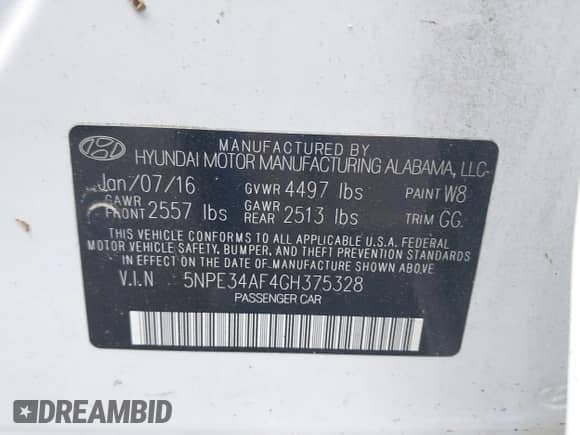 MANUFACTURED BY
HYUNDAI MOTOR MANUFACTURING ALABAMA, LLC
Jan/07/16 GVWR 4497 lbs PAINT W8
GAWR FRONT 2557 lbs GAWR REAR 2513 lbs TRIM GG
THIS VEHICLE CONFORMS TO ALL APPLICABLE U.S.A. FEDERAL
MOTOR VEHICLE SAFETY, BUMPER, AND THEFT PREVENTION STANDARDS
IN EFFECT ON THE DATE OF MANUFACTURE SHOWN ABOVE.
V.I.N 5NPE34AF4GH375328
PASSENGER CAR
DREAMBID